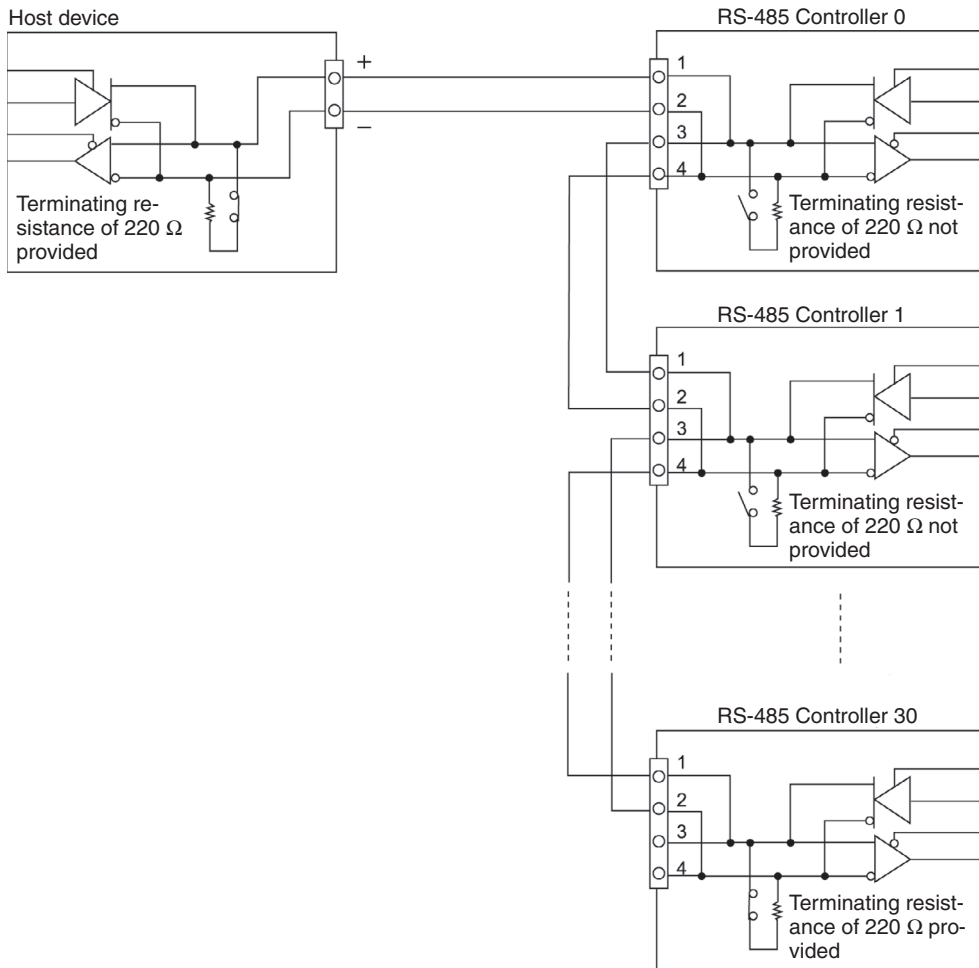 Host device
+
−
Terminating re-
sistance of 220 Ω
provided
RS-485 Controller 0
1
2
3
4
Terminating resist-
ance of 220 Ω not
provided
RS-485 Controller 1
1
2
3
4
Terminating resist-
ance of 220 Ω not
provided
RS-485 Controller 30
1
2
3
4
Terminating resist-
ance of 220 Ω pro-
vided